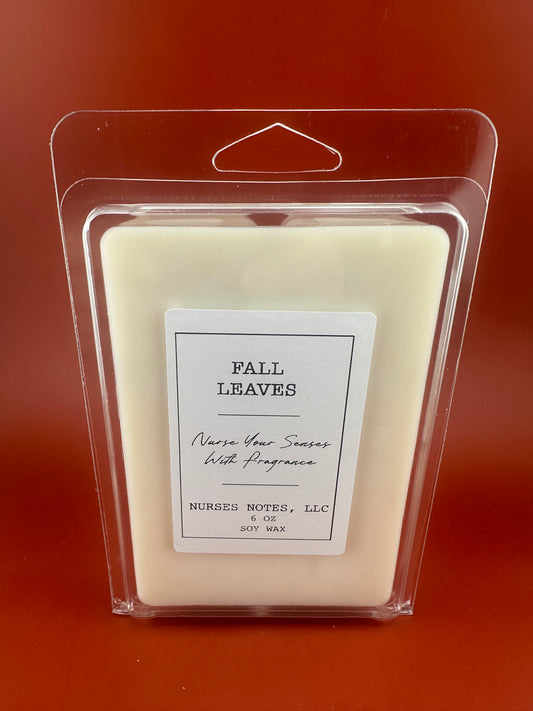 FALL
LEAVES
Nurse Your Senses
With Fragrance
NURSES NOTES, LLC
6 OZ
SOY WAX